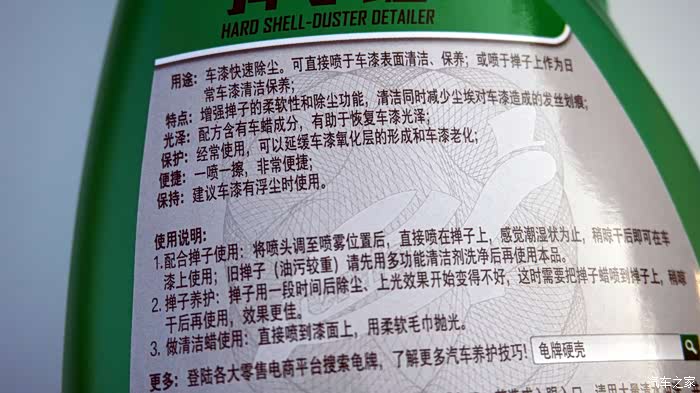 HARD SHELL-DUSTER DETAILER
用途：车漆快速除尘。可直接喷于车漆表面清洁、保养；或喷于掸子上作为日
常车漆清洁保养；
特点：增强掸子的柔软性和除尘功能，清洁同时减少尘埃对车漆造成的发丝划痕；
光泽：配方含有车蜡成分，有助于恢复车漆光泽；
保护：经常使用，可以延缓车漆氧化层的形成和车漆老化；
便捷：一喷一擦，非常便捷；
保持：建议车漆有浮尘时使用。
使用说明：
1.配合掸子使用：将喷头调至喷雾位置后，直接喷在掸子上，感觉潮湿状为止，稍晾干后即可在车
漆上使用；旧掸子（油污较重）请先用多功能清洁剂洗净后再使用本品。
2.掸子养护：掸子用一段时间后除尘、上光效果开始变得不好，这时需要把掸子蜡喷到掸子上，稍晾
干后再使用，效果更佳。
3.做清洁蜡使用：直接喷到漆面上，用柔软毛巾抛光。
更多：登陆各大零售电商平台搜索龟牌，了解更多汽车养护技巧！ 龟牌硬壳
汽车之家